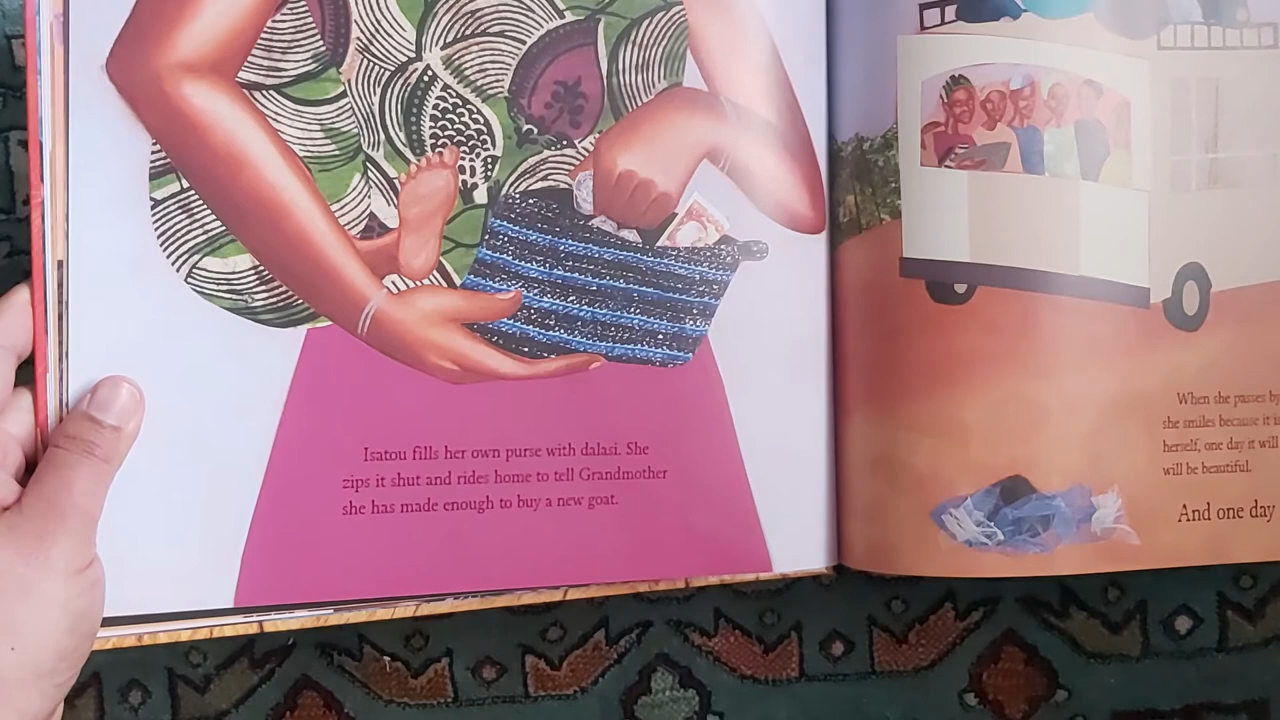 Isatou fills her own purse with dalasi. She
zips it shut and rides home to tell Grandmother
she has made enough to buy a new goat.
When she passes by
she smiles because it is
herself, one day it will
will be beautiful.
And one day